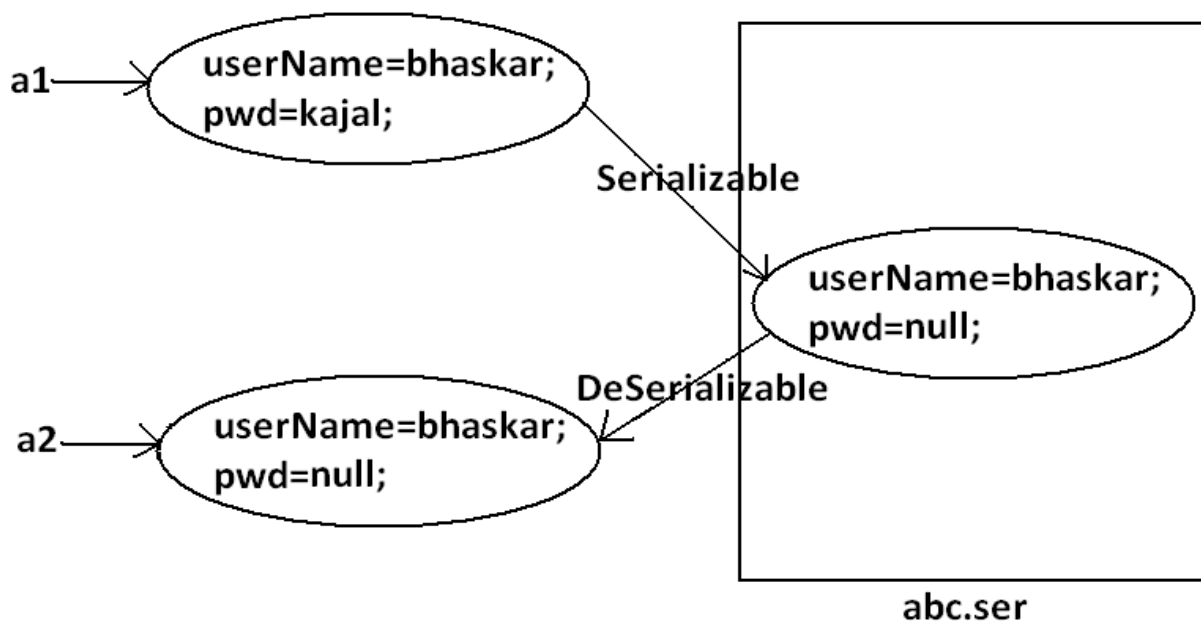 a1
userName=bhaskar;
pwd=kajal;
Serializable
userName=bhaskar;
pwd=null;
DeSerializable
a2
userName=bhaskar;
pwd=null;
abc.ser